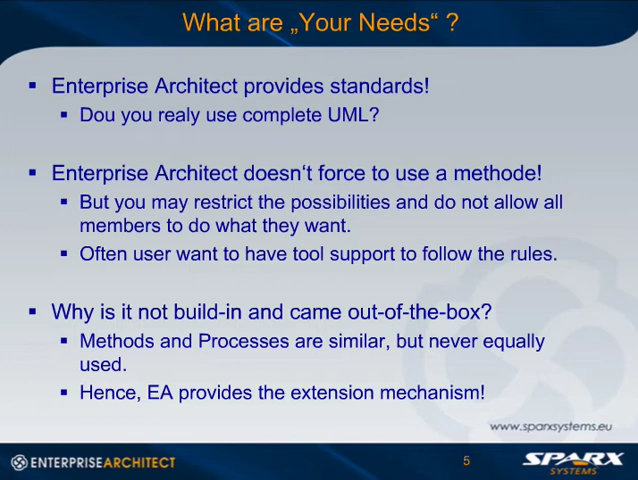 What are „Your Needs“ ?
▪ Enterprise Architect provides standards!
▪ Dou you realy use complete UML?
▪ Enterprise Architect doesn‘t force to use a methode!
▪ But you may restrict the possibilities and do not allow all
members to do what they want.
▪ Often user want to have tool support to follow the rules.
▪ Why is it not build-in and came out-of-the-box?
▪ Methods and Processes are similar, but never equally
used.
▪ Hence, EA provides the extension mechanism!
www.sparxsystems.eu
ENTERPRISE ARCHITECT
5
SPARX
SYSTEMS